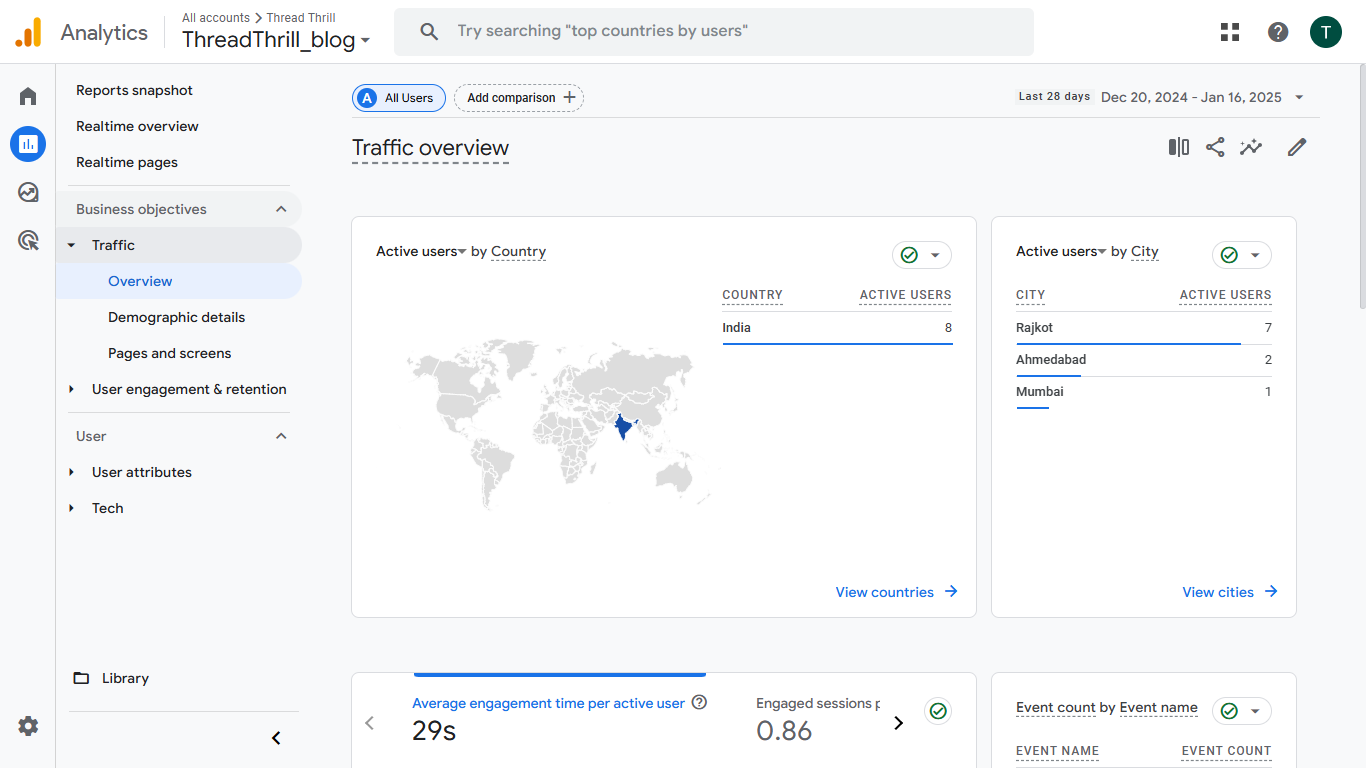 Analytics
All accounts > Thread Thrill
ThreadThrill_blog
Try searching "top countries by users"
T
Reports snapshot
Realtime overview
Realtime pages
Business objectives
Traffic
Overview
Demographic details
Pages and screens
User engagement & retention
User
User attributes
Tech
Library
A All Users
Add comparison +
Last 28 days Dec 20, 2024 - Jan 16, 2025
Traffic overview
Active users by Country
COUNTRY ACTIVE USERS
India 8
View countries
Active users by City
CITY ACTIVE USERS
Rajkot 7
Ahmedabad 2
Mumbai 1
View cities
Average engagement time per active user
29s
Engaged sessions p
0.86
Event count by Event name
EVENT NAME EVENT COUNT